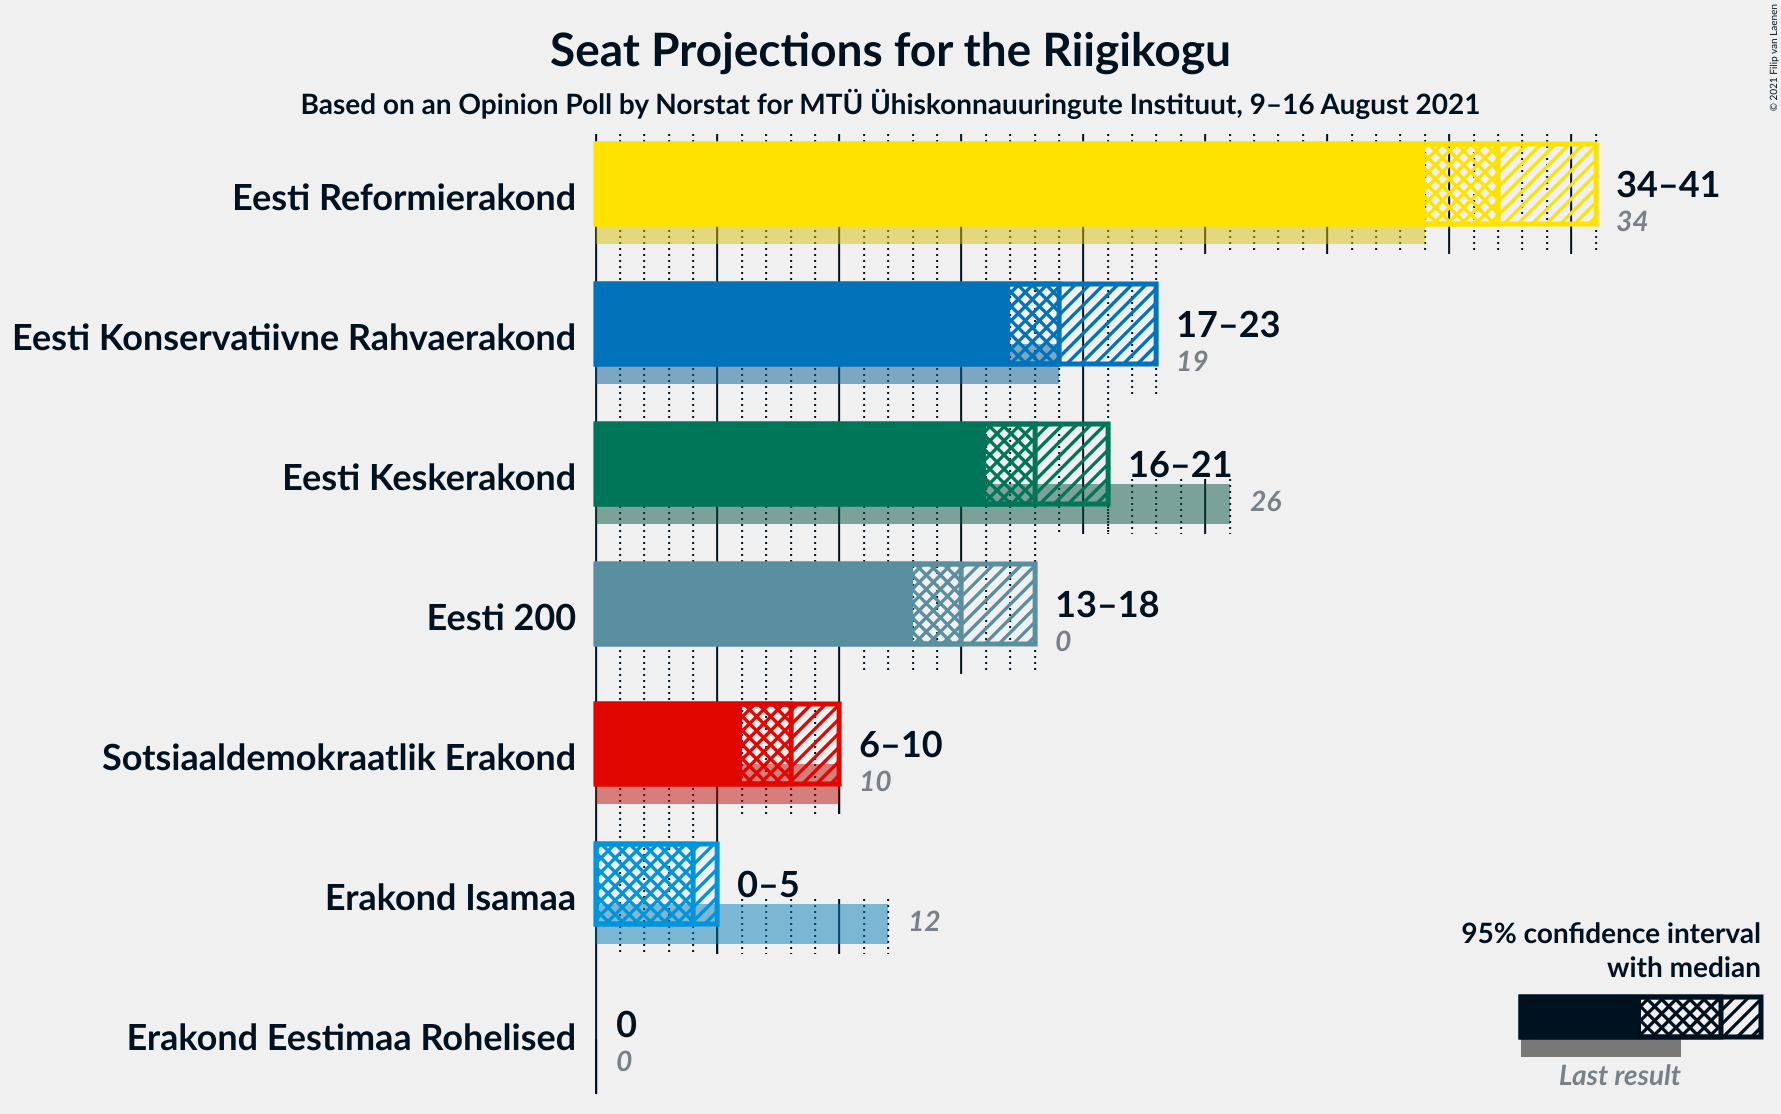 Seat Projections for the Riigikogu
Based on an Opinion Poll by Norstat for MTÜ Ühiskonnauuringute Instituut, 9–16 August 2021
© 2021 Filip van Laenen
Eesti Reformierakond
34–41
34
Eesti Konservatiivne Rahvaerakond
17–23
19
Eesti Keskerakond
16–21
26
Eesti 200
13–18
0
Sotsiaaldemokraatlik Erakond
6–10
10
Erakond Isamaa
0–5
12
Erakond Eestimaa Rohelised
0
0
95% confidence interval
with median
Last result